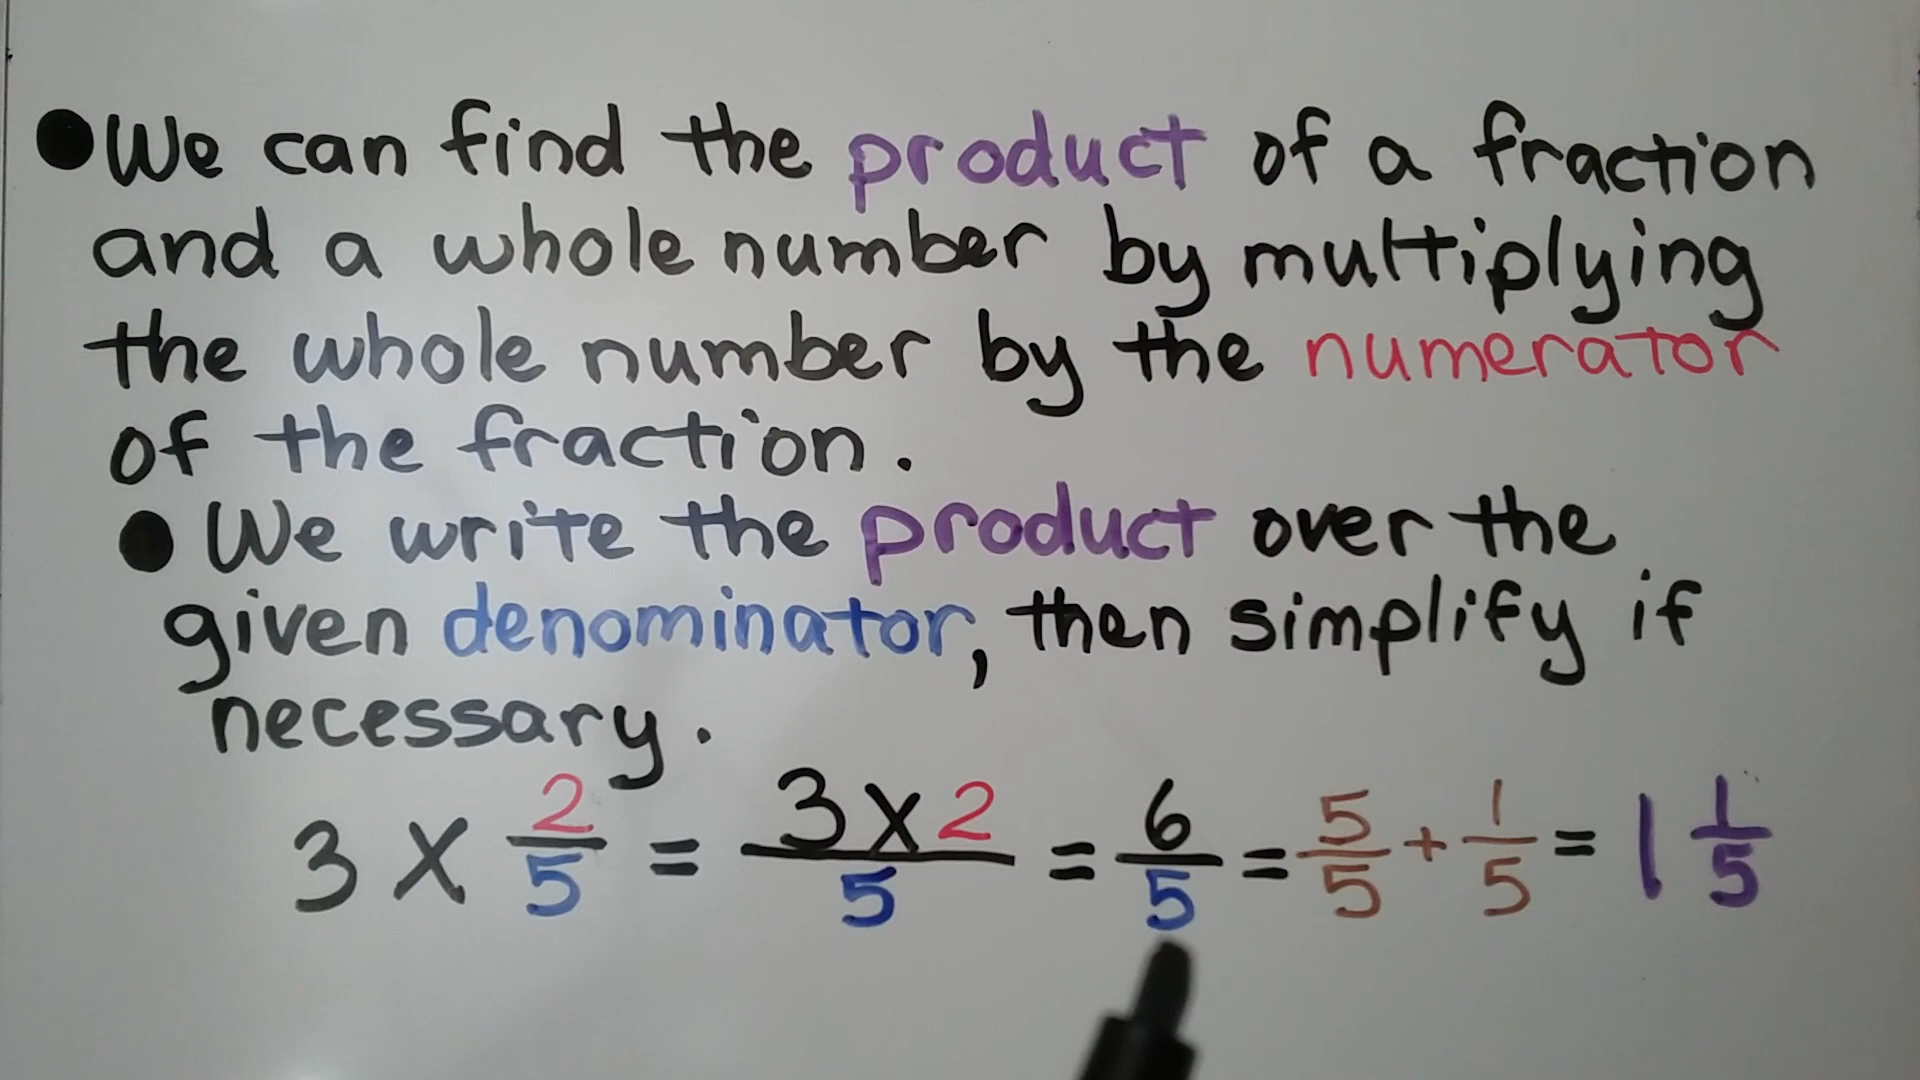 ●We can find the product of a fraction
and a whole number by multiplying
the whole number by the numerator
of the fraction.
● We write the product over the
given denominator, then simplify if
necessary.
3 × 2/5 = 3×2/5 = 6/5 = 5/5 + 1/5 = 1 1/5